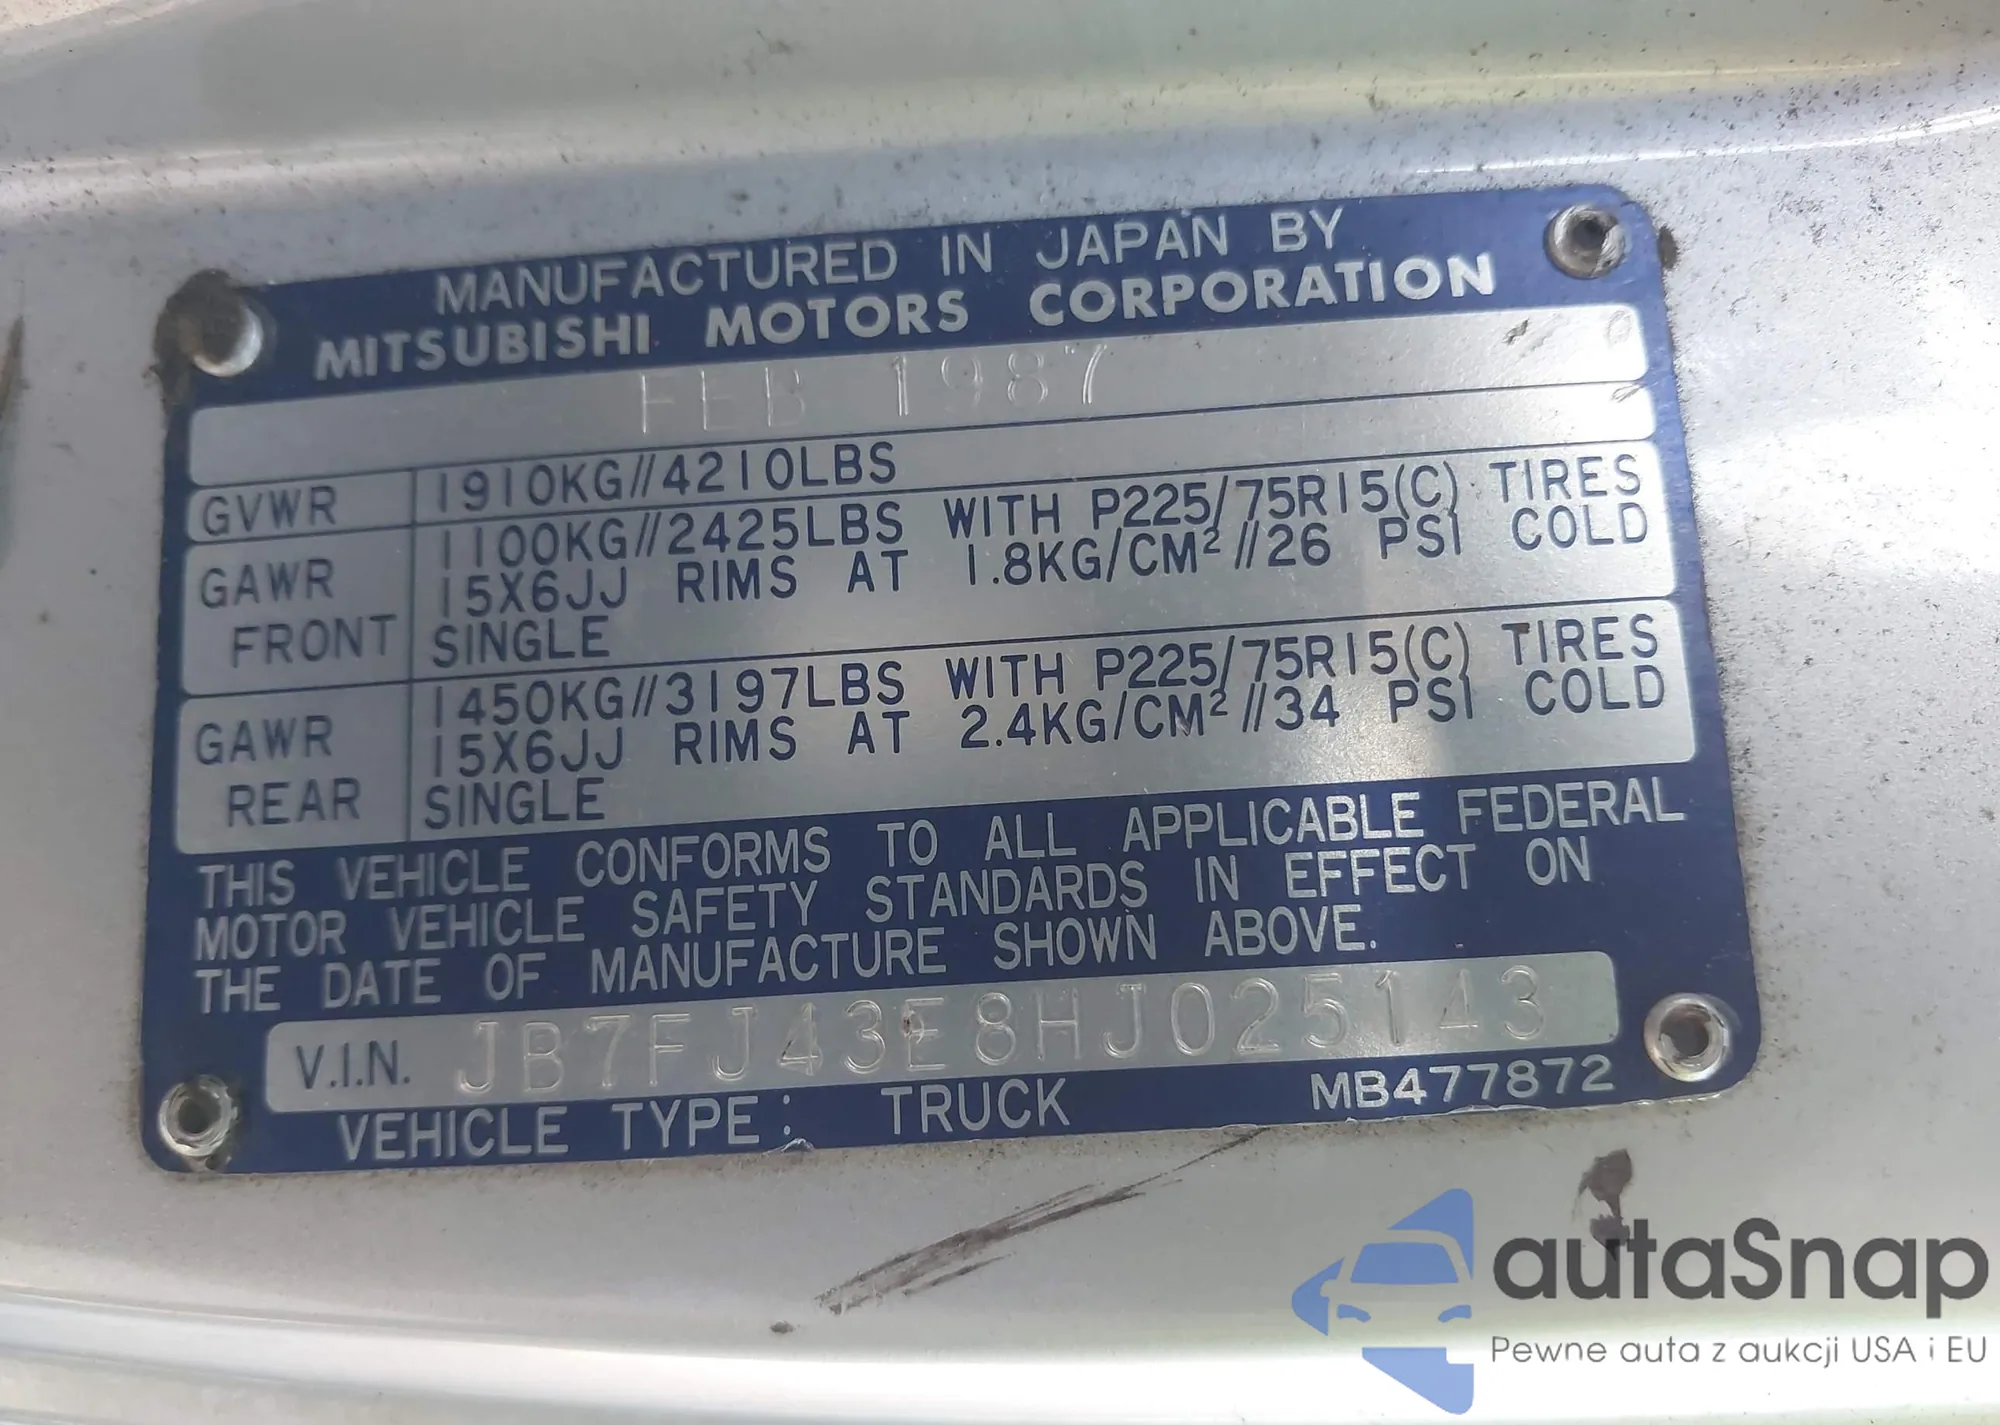 MANUFACTURED IN JAPAN BY
MITSUBISHI MOTORS CORPORATION
FEB 1987
GVWR 1910KG//4210LBS
GAWR FRONT 1100KG//2425LBS WITH P225/75R15(C) TIRES
15X6JJ RIMS AT 1.8KG/CM²//26 PSI COLD
SINGLE
GAWR REAR 1450KG//3197LBS WITH P225/75R15(C) TIRES
15X6JJ RIMS AT 2.4KG/CM²//34 PSI COLD
SINGLE
THIS VEHICLE CONFORMS TO ALL APPLICABLE FEDERAL
MOTOR VEHICLE SAFETY STANDARDS IN EFFECT ON
THE DATE OF MANUFACTURE SHOWN ABOVE.
V.I.N. JB7FJ43E8HJ025143
VEHICLE TYPE: TRUCK MB477872
autaSnap
Pewne auta z aukcji USA i EU